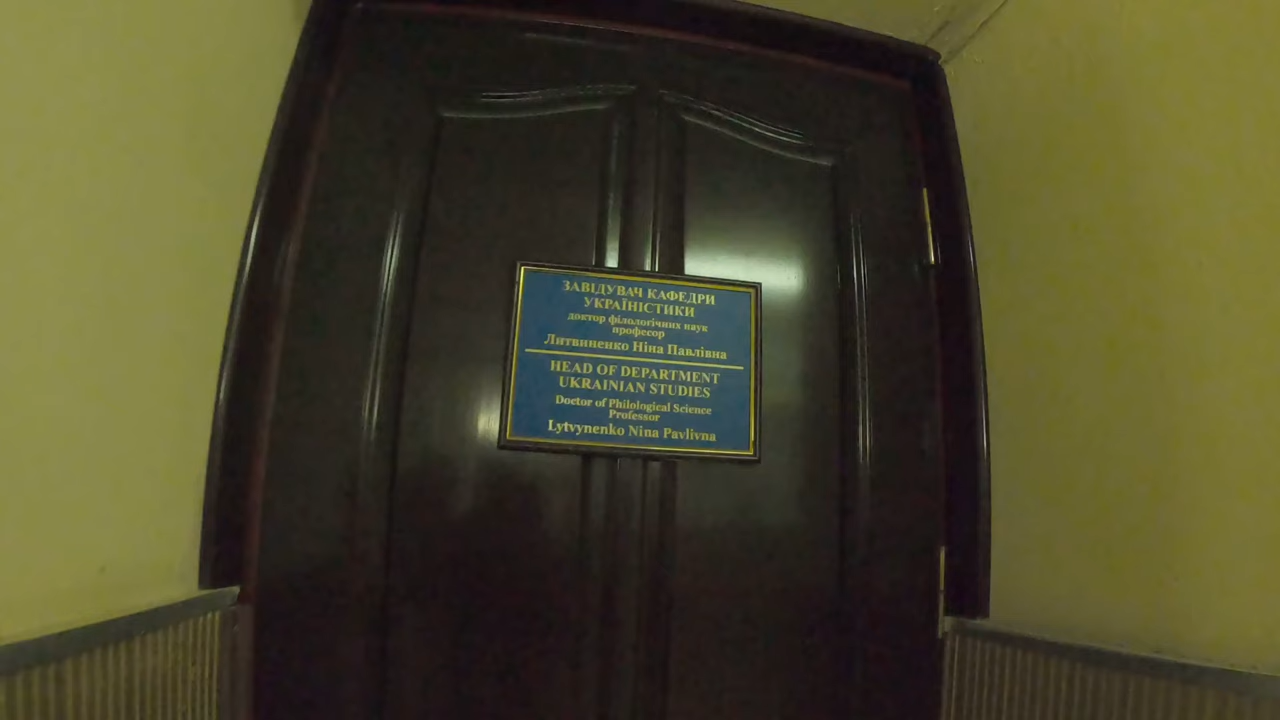 ЗАВІДУВАЧ КАФЕДРИ
УКРАЇНІСТИКИ
доктор філологічних наук
професор
Литвиненко Ніна Павлівна
HEAD OF DEPARTMENT
UKRAINIAN STUDIES
Doctor of Philological Science
Professor
Lytvynenko Nina Pavlivna